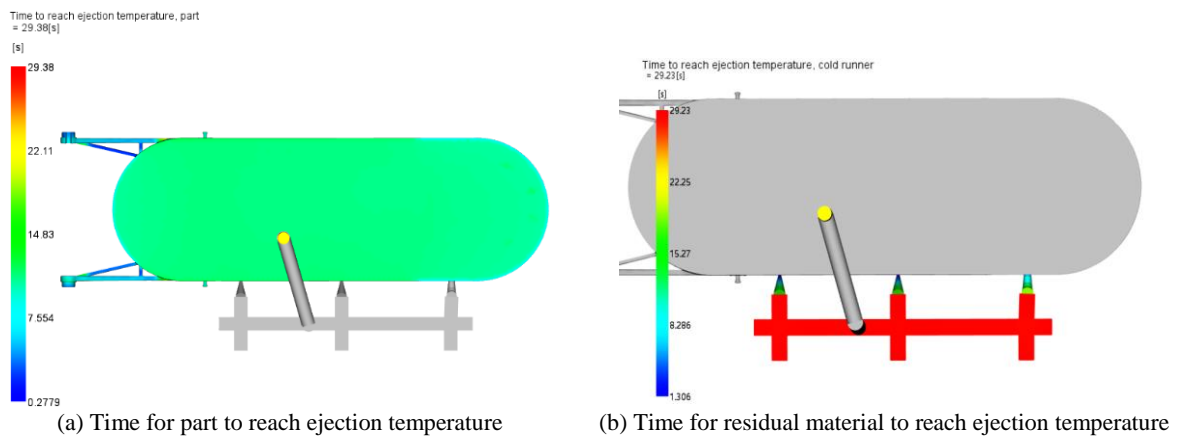 Time to reach ejection temperature, part
= 29.38[s]
[s]
29.38
22.11
14.83
7.554
0.2779
Time to reach ejection temperature, cold runner
= 29.23[s]
[s]
29.23
22.25
15.27
8.286
1.306
(a) Time for part to reach ejection temperature
(b) Time for residual material to reach ejection temperature